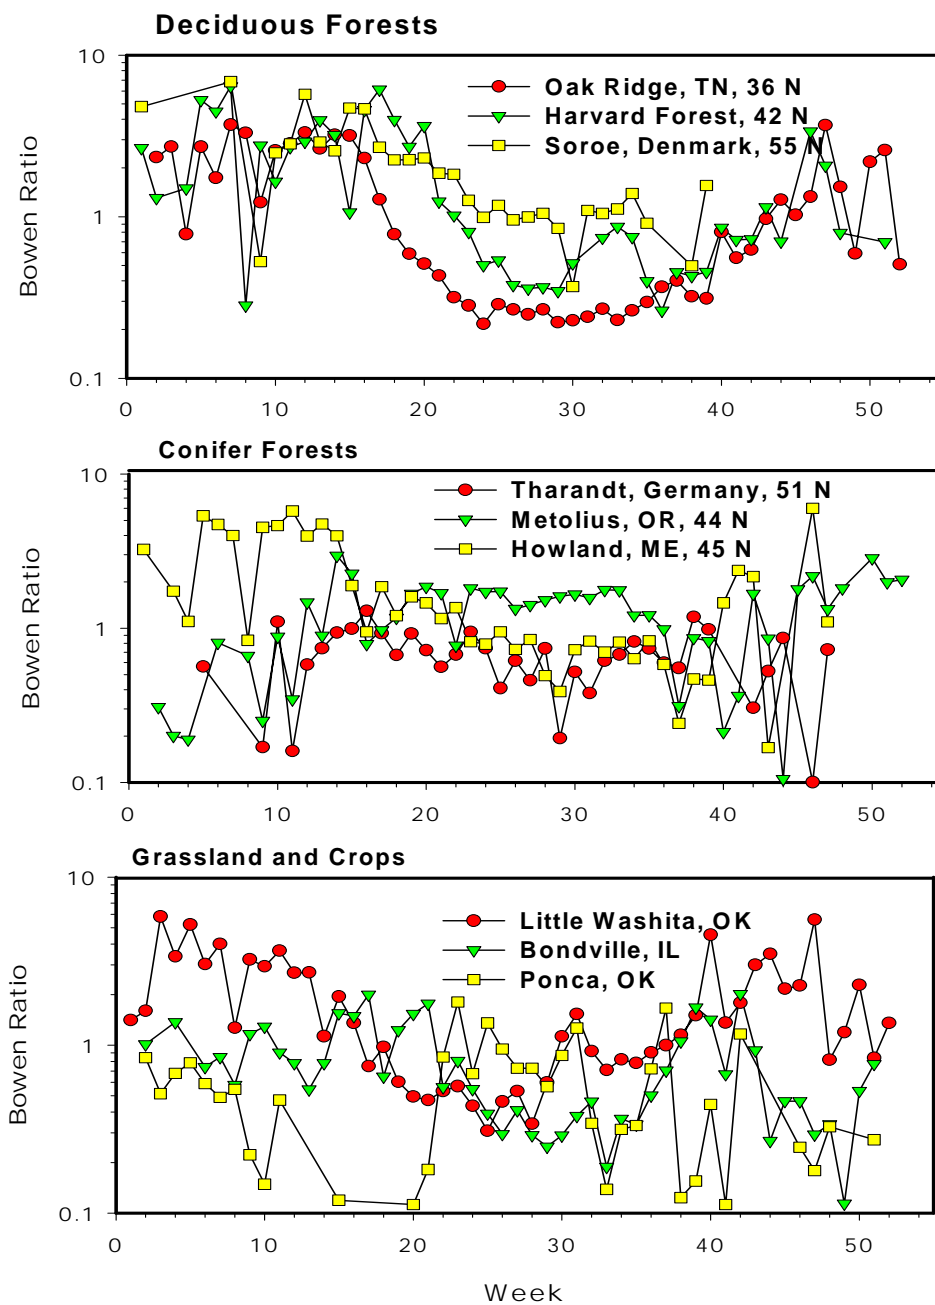 Deciduous Forests
10
1
0.1
Bowen Ratio
Oak Ridge, TN, 36 N
Harvard Forest, 42 N
Soroe, Denmark, 55 N
0 10 20 30 40 50
Conifer Forests
10
1
0.1
Bowen Ratio
Tharandt, Germany, 51 N
Metolius, OR, 44 N
Howland, ME, 45 N
0 10 20 30 40 50
Grassland and Crops
10
1
0.1
Bowen Ratio
Little Washita, OK
Bondville, IL
Ponca, OK
0 10 20 30 40 50
Week